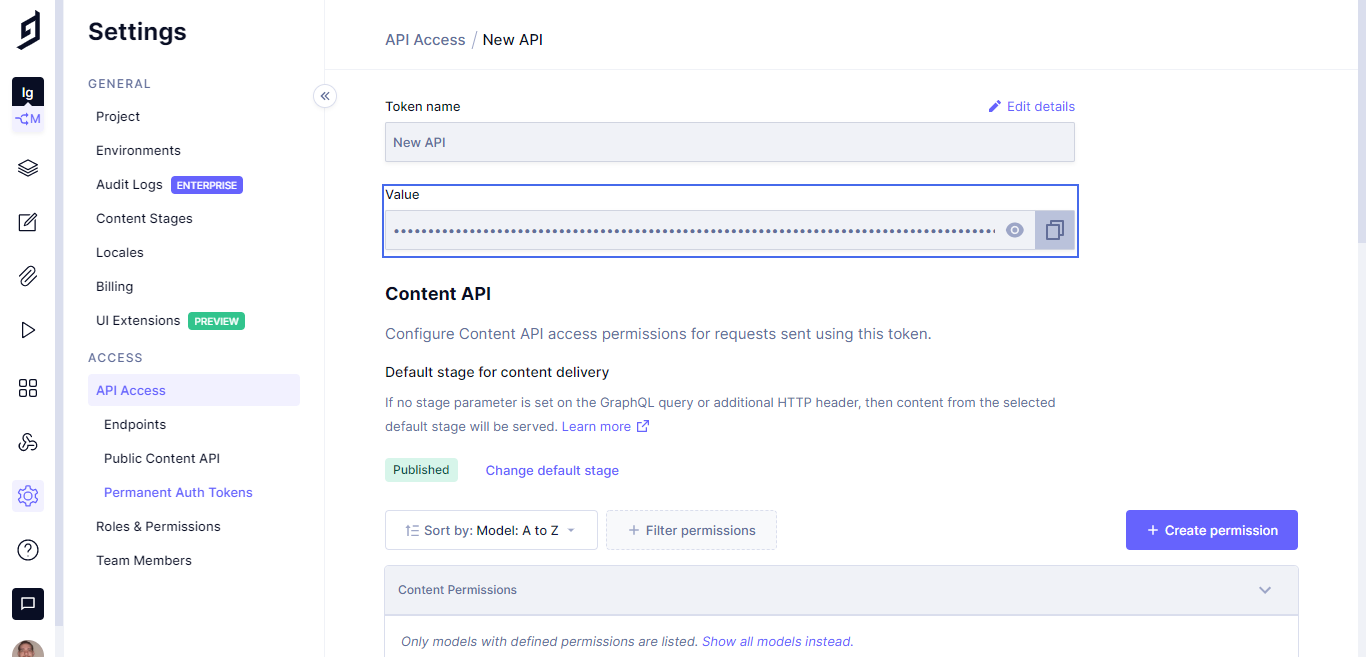 Settings
lg
M
GENERAL
Project
Environments
Audit Logs ENTERPRISE
Content Stages
Locales
Billing
UI Extensions PREVIEW
ACCESS
API Access
Endpoints
Public Content API
Permanent Auth Tokens
Roles & Permissions
Team Members
API Access / New API
Token name
Edit details
New API
Value
Content API
Configure Content API access permissions for requests sent using this token.
Default stage for content delivery
If no stage parameter is set on the GraphQL query or additional HTTP header, then content from the selected
default stage will be served. Learn more
Published Change default stage
Sort by: Model: A to Z + Filter permissions + Create permission
Content Permissions
Only models with defined permissions are listed. Show all models instead.